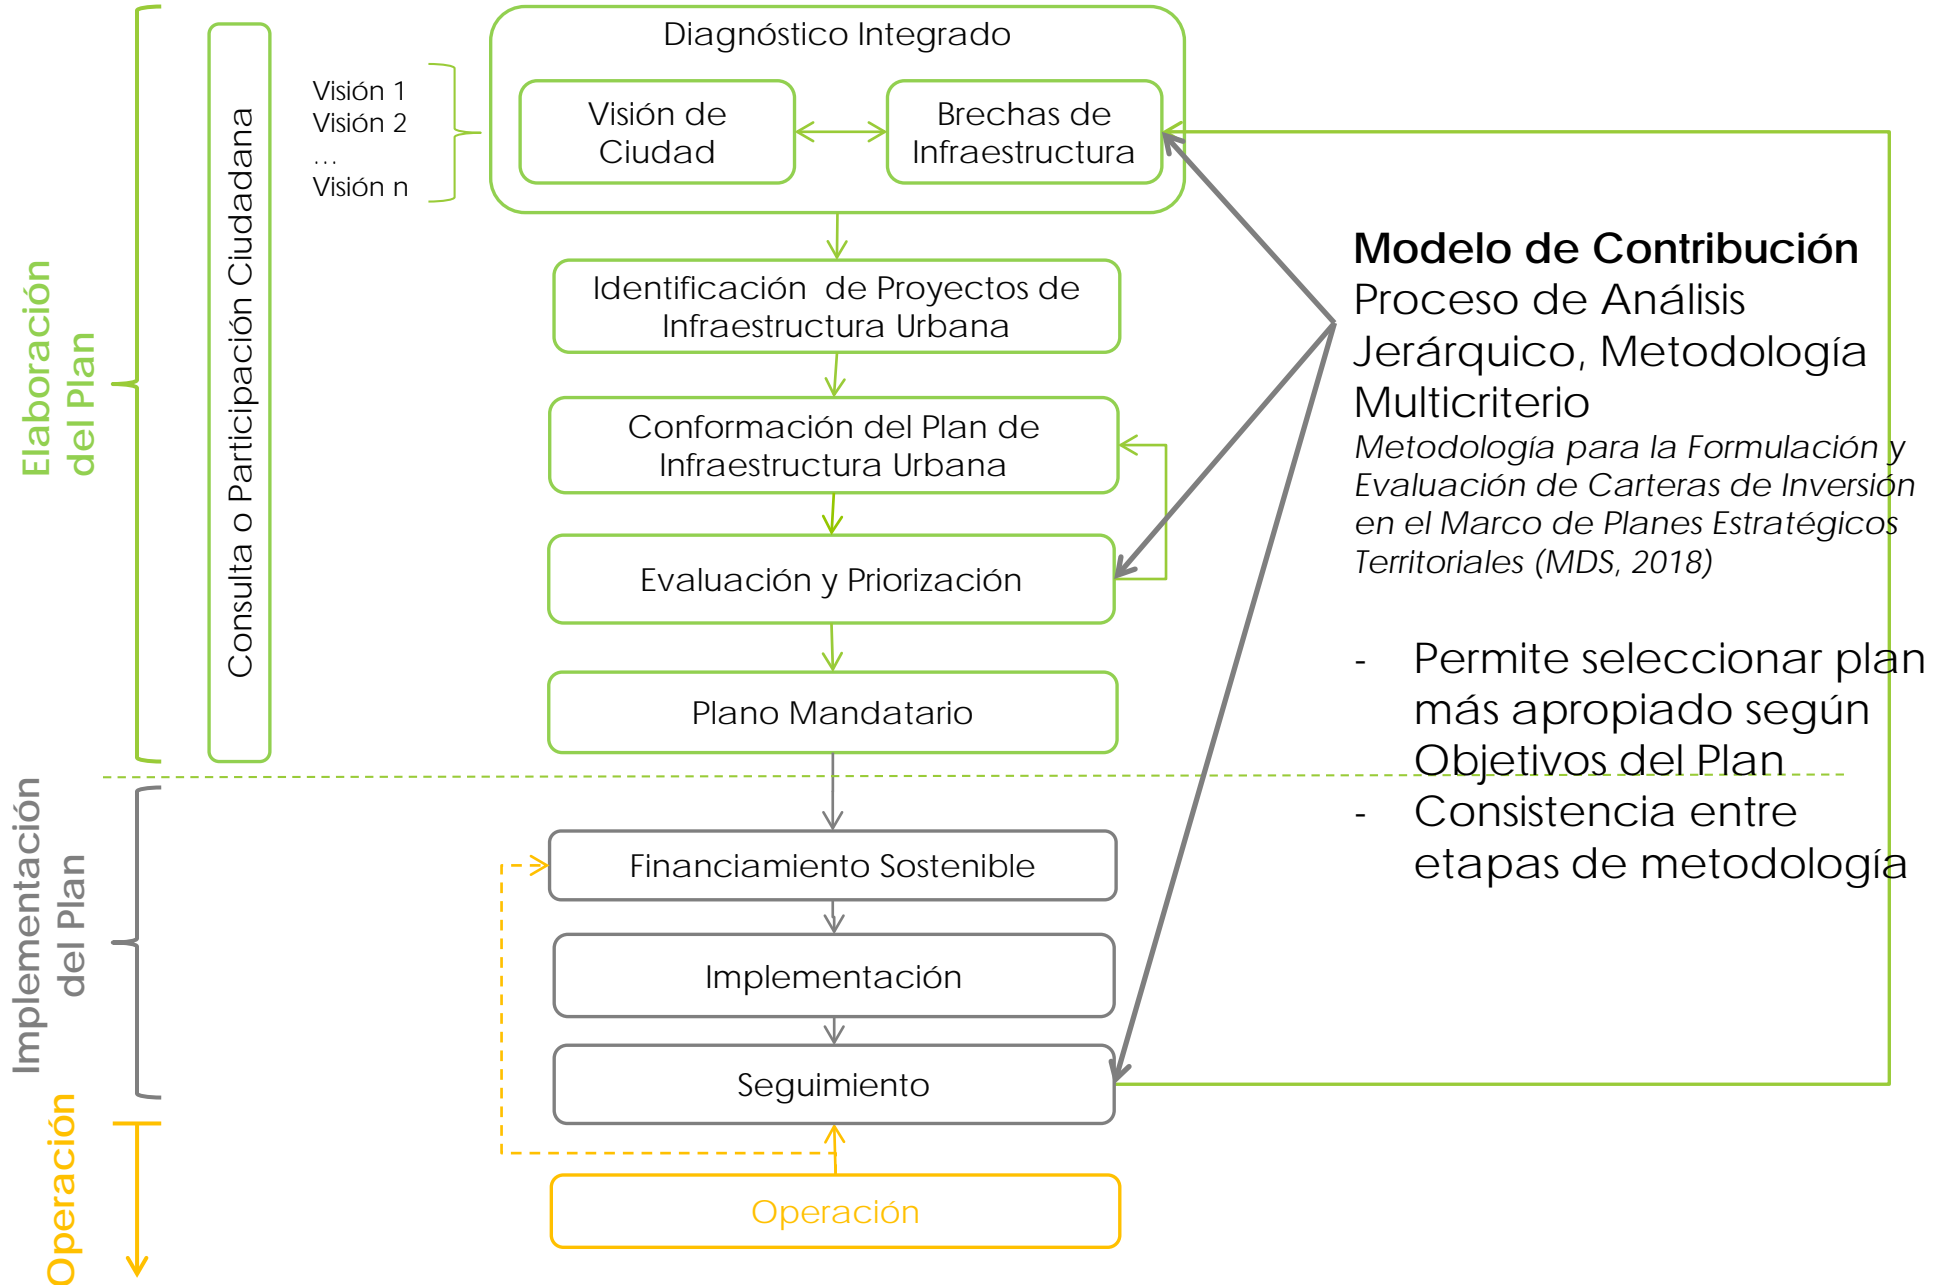 Elaboración
del Plan
Implementación
del Plan
Operación
Consulta o Participación Ciudadana
Visión 1
Visión 2
…
Visión n
Diagnóstico Integrado
Visión de
Ciudad
Brechas de
Infraestructura
Identificación de Proyectos de
Infraestructura Urbana
Conformación del Plan de
Infraestructura Urbana
Evaluación y Priorización
Plano Mandatario
Financiamiento Sostenible
Implementación
Seguimiento
Operación
Modelo de Contribución
Proceso de Análisis
Jerárquico, Metodología
Multicriterio
Metodología para la Formulación y
Evaluación de Carteras de Inversión
en el Marco de Planes Estratégicos
Territoriales (MDS, 2018)
- Permite seleccionar plan
más apropiado según
Objetivos del Plan
- Consistencia entre
etapas de metodología